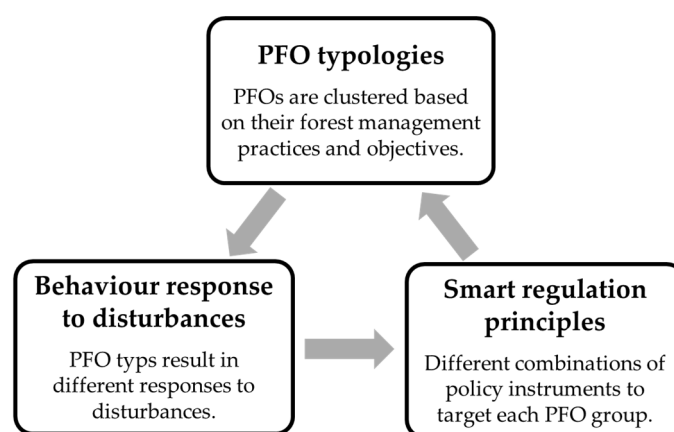 PFO typologies
PFOs are clustered based
on their forest management
practices and objectives.
Behaviour response
to disturbances
PFO typs result in
different responses to
disturbances.
Smart regulation
principles
Different combinations of
policy instruments to
target each PFO group.